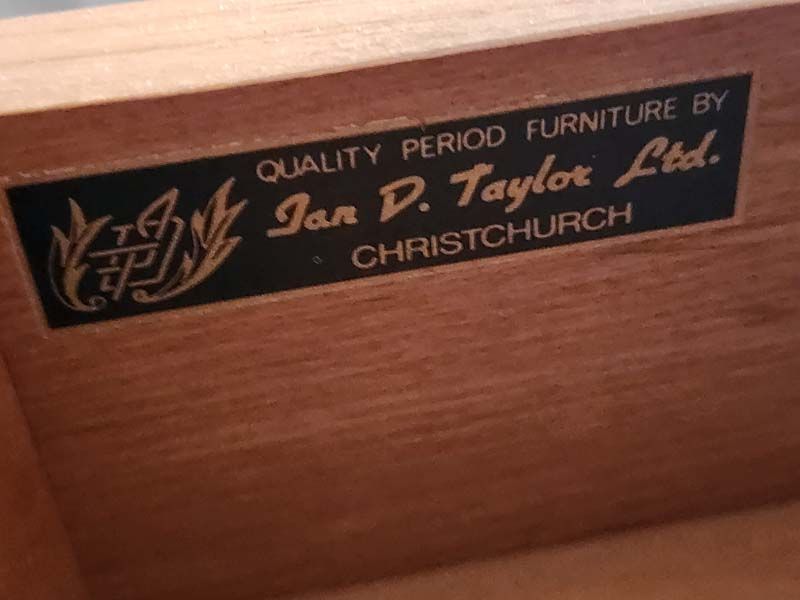 QUALITY PERIOD FURNITURE BY
Ian D. Taylor Ltd.
CHRISTCHURCH